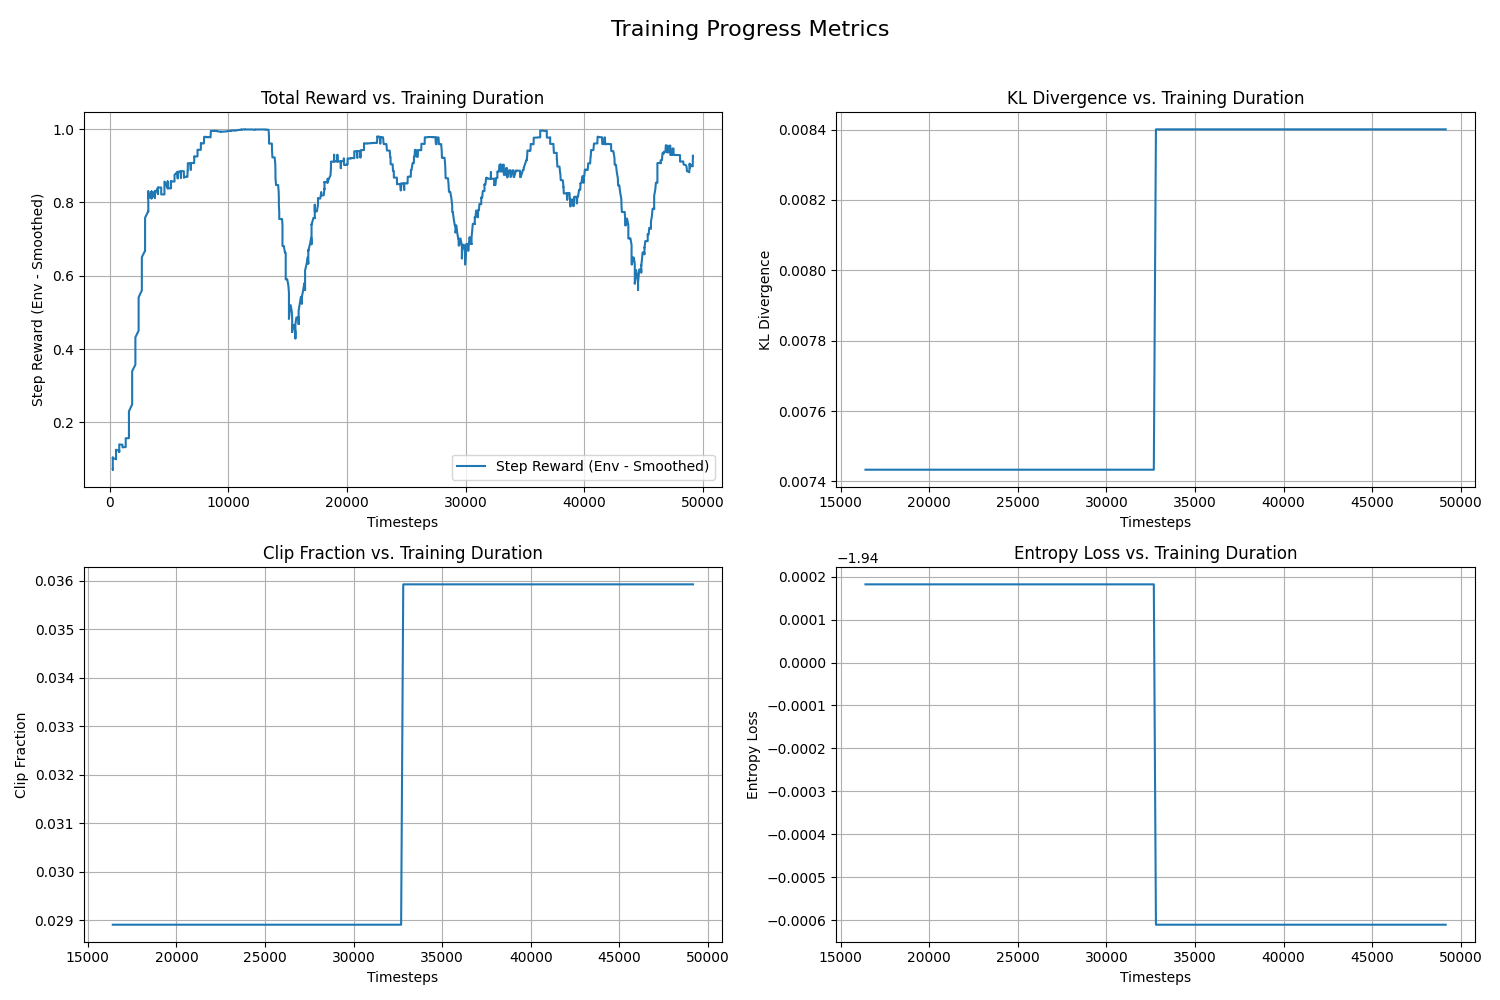 Training Progress Metrics
Total Reward vs. Training Duration
Step Reward (Env - Smoothed)
1.0
0.8
0.6
0.4
0.2
Step Reward (Env - Smoothed)
0 10000 20000 30000 40000 50000
Timesteps
KL Divergence vs. Training Duration
KL Divergence
0.0084
0.0082
0.0080
0.0078
0.0076
0.0074
15000 20000 25000 30000 35000 40000 45000 50000
Timesteps
Clip Fraction vs. Training Duration
Clip Fraction
0.036
0.035
0.034
0.033
0.032
0.031
0.030
0.029
15000 20000 25000 30000 35000 40000 45000 50000
Timesteps
Entropy Loss vs. Training Duration
−1.94
Entropy Loss
0.0002
0.0001
0.0000
−0.0001
−0.0002
−0.0003
−0.0004
−0.0005
−0.0006
15000 20000 25000 30000 35000 40000 45000 50000
Timesteps